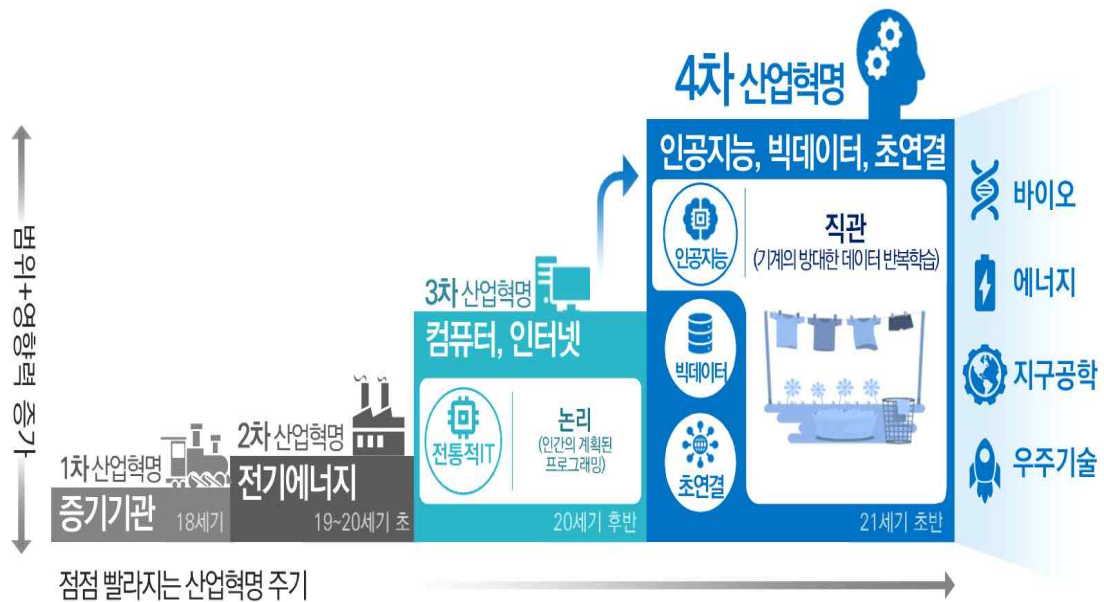 4차 산업혁명
인공지능, 빅데이터, 초연결
인공지능
직관
(기계의 방대한 데이터 반복학습)
빅데이터
초연결
21세기 초반
바이오
에너지
지구공학
우주기술
3차 산업혁명
컴퓨터, 인터넷
전통적IT
논리
(인간의 계획된
프로그래밍)
20세기 후반
2차 산업혁명
전기에너지
19~20세기 초
1차 산업혁명
증기기관
18세기
범위+영향력 증가
점점 빨라지는 산업혁명 주기